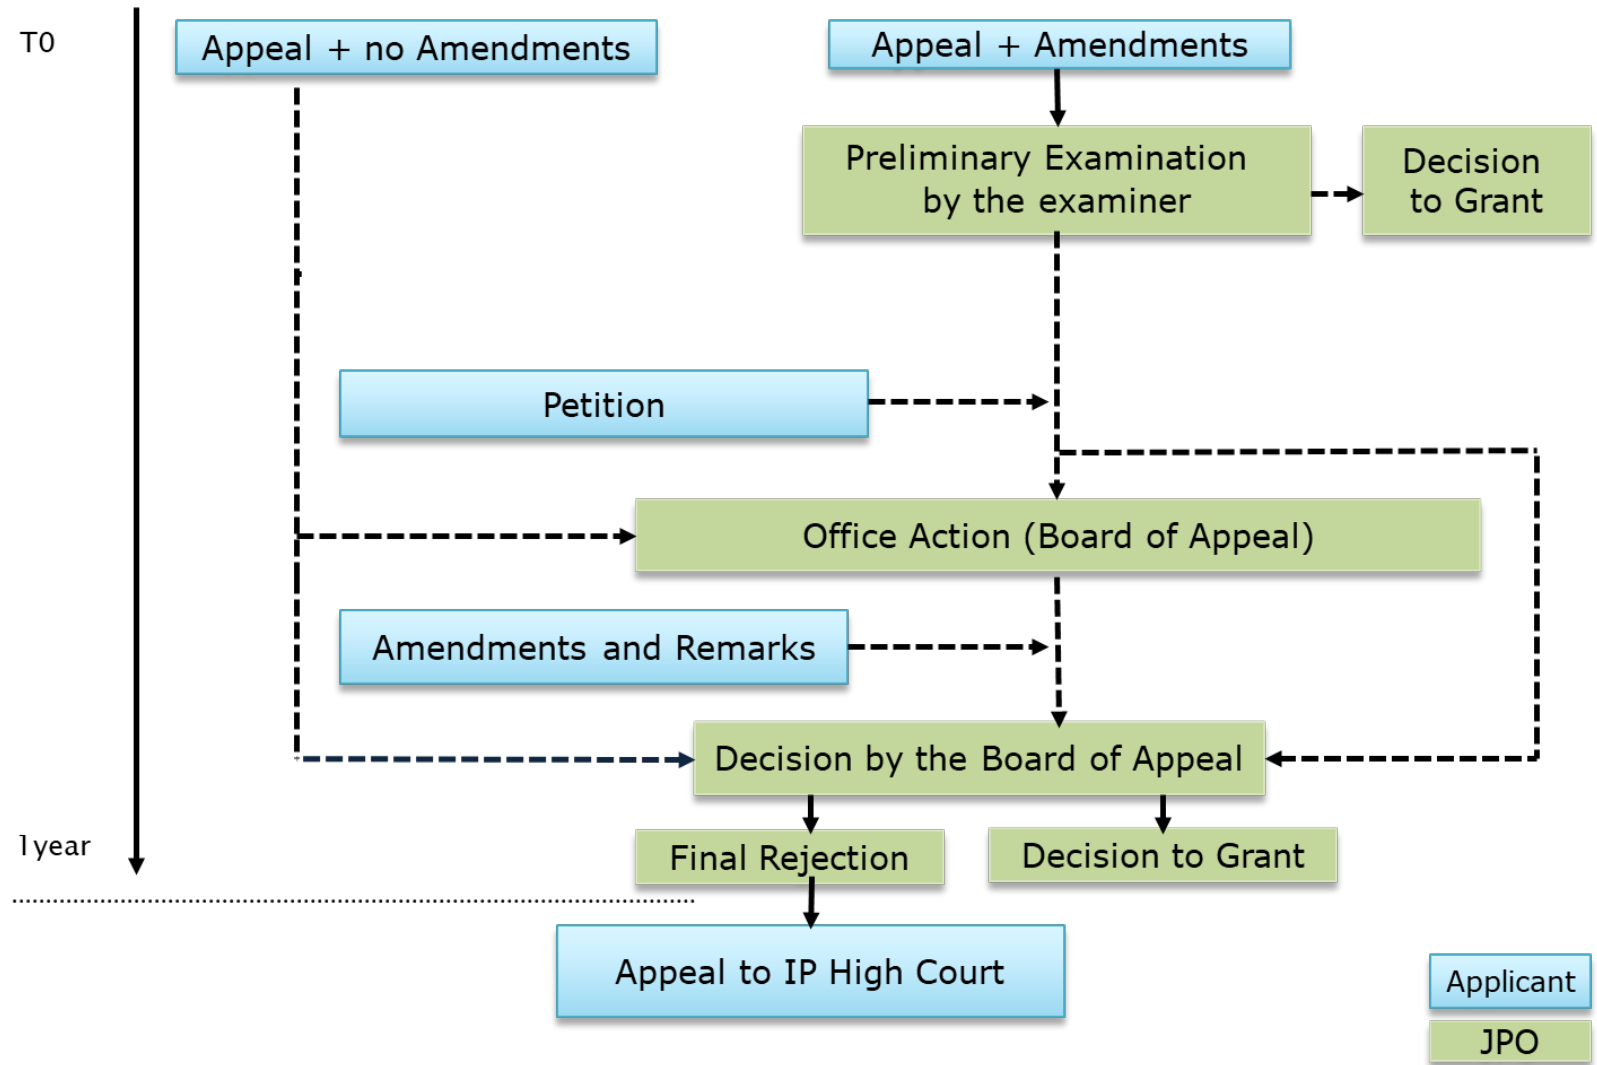 T0
Appeal + no Amendments
Appeal + Amendments
Preliminary Examination
by the examiner
Decision
to Grant
Petition
Office Action (Board of Appeal)
Amendments and Remarks
Decision by the Board of Appeal
1year
Final Rejection
Decision to Grant
Appeal to IP High Court
Applicant
JPO